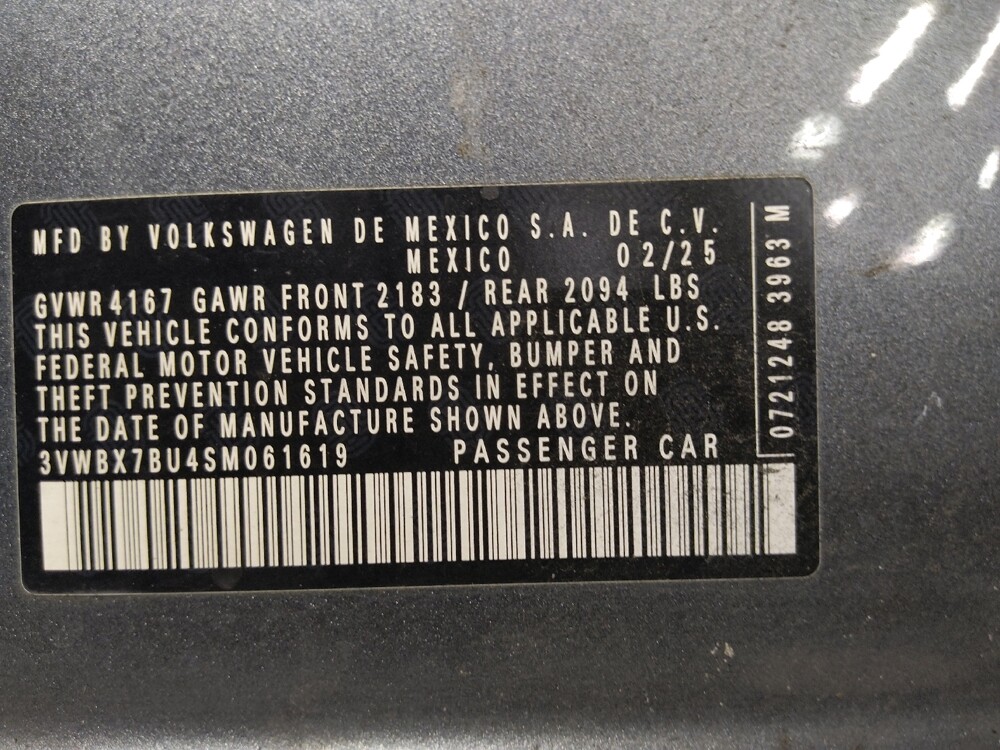 MFD BY VOLKSWAGEN DE MEXICO S.A. DE C.V.
MEXICO 02/25
GVWR 4167 GAWR FRONT 2183 / REAR 2094 LBS
THIS VEHICLE CONFORMS TO ALL APPLICABLE U.S.
FEDERAL MOTOR VEHICLE SAFETY, BUMPER AND
THEFT PREVENTION STANDARDS IN EFFECT ON
THE DATE OF MANUFACTURE SHOWN ABOVE.
3VWBX7BU4SM061619 PASSENGER CAR
0721248 3963 M